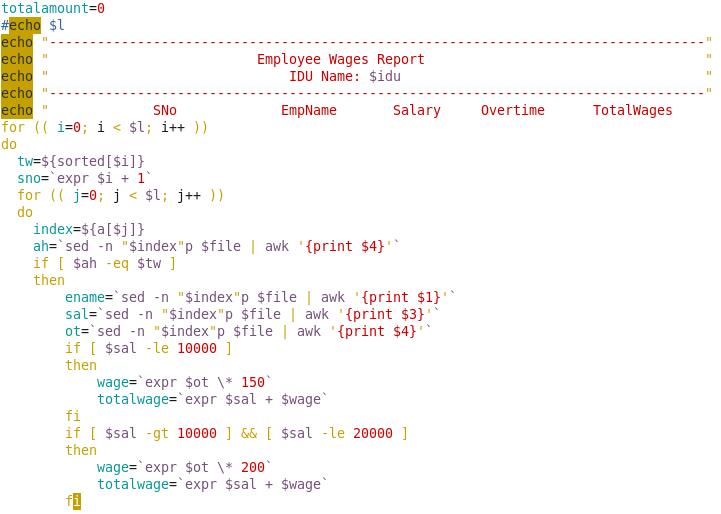 totalamount=0
#echo $l
echo "----------------------------------------------------------------------------------"
echo "                          Employee Wages Report                                   "
echo "                              IDU Name: $idu                                      "
echo "----------------------------------------------------------------------------------"
echo "             SNo             EmpName       Salary     Overtime      TotalWages
for (( i=0; i < $l; i++ ))
do
  tw=${sorted[$i]}
  sno=`expr $i + 1`
  for (( j=0; j < $l; j++ ))
  do
    index=${a[$j]}
    ah=`sed -n "$index"p $file | awk '{print $4}'`
    if [ $ah -eq $tw ]
    then
        ename=`sed -n "$index"p $file | awk '{print $1}'`
        sal=`sed -n "$index"p $file | awk '{print $3}'`
        ot=`sed -n "$index"p $file | awk '{print $4}'`
        if [ $sal -le 10000 ]
        then
            wage=`expr $ot \* 150`
            totalwage=`expr $sal + $wage`
        fi
        if [ $sal -gt 10000 ] && [ $sal -le 20000 ]
        then
            wage=`expr $ot \* 200`
            totalwage=`expr $sal + $wage`
        fi